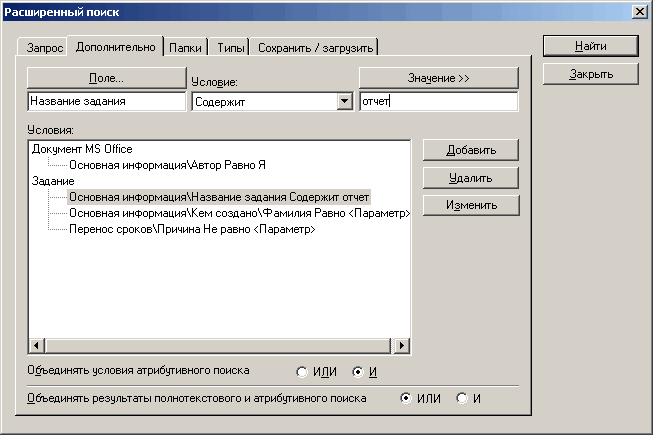 Расширенный поиск
Запрос Дополнительно Папки Типы Сохранить / загрузить
Найти
Закрыть
Поле... Условие: Значение >>
Название задания Содержит отчет
Условия:
Документ MS Office
Основная информация\Автор Равно Я
Задание
Основная информация\Название задания Содержит отчет
Основная информация\Кем создано\Фамилия Равно <Параметр>
Перенос сроков\Причина Не равно <Параметр>
Добавить
Удалить
Изменить
Объединять условия атрибутивного поиска ИЛИ И
Объединять результаты полнотекстового и атрибутивного поиска ИЛИ И